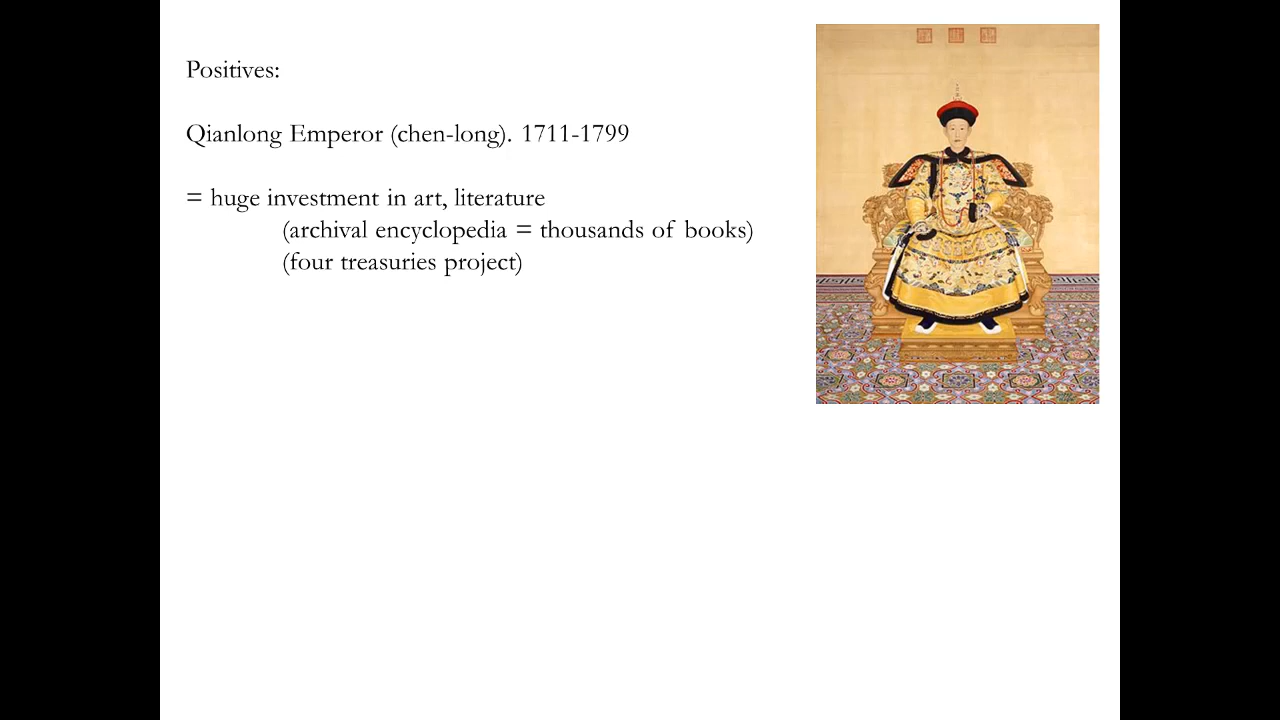 Positives:
Qianlong Emperor (chen-long). 1711-1799
= huge investment in art, literature
(archival encyclopedia = thousands of books)
(four treasuries project)